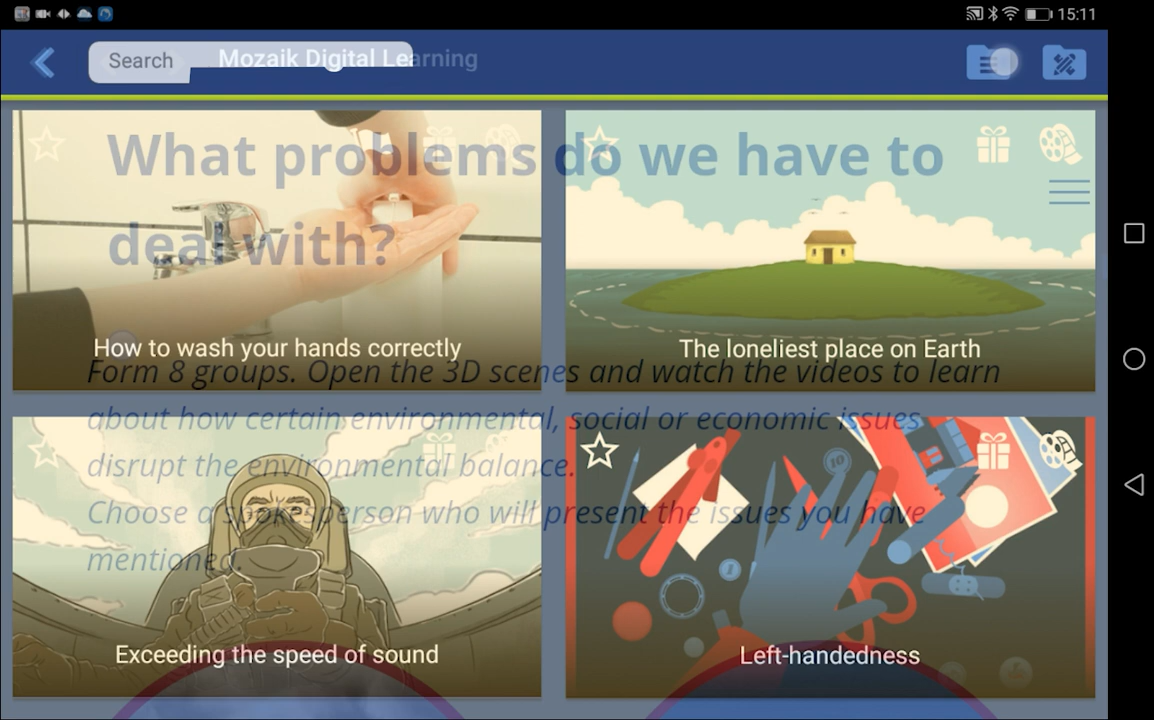 15:11
Search
Mozaik Digital Learning
What problems do we have to
deal with?
How to wash your hands correctly
The loneliest place on Earth
Form 8 groups. Open the 3D scenes and watch the videos to learn
about how certain environmental, social or economic issues
disrupt the environmental balance.
Choose a spokesperson who will present the issues you have
mentioned.
10
1
Exceeding the speed of sound
Left-handedness